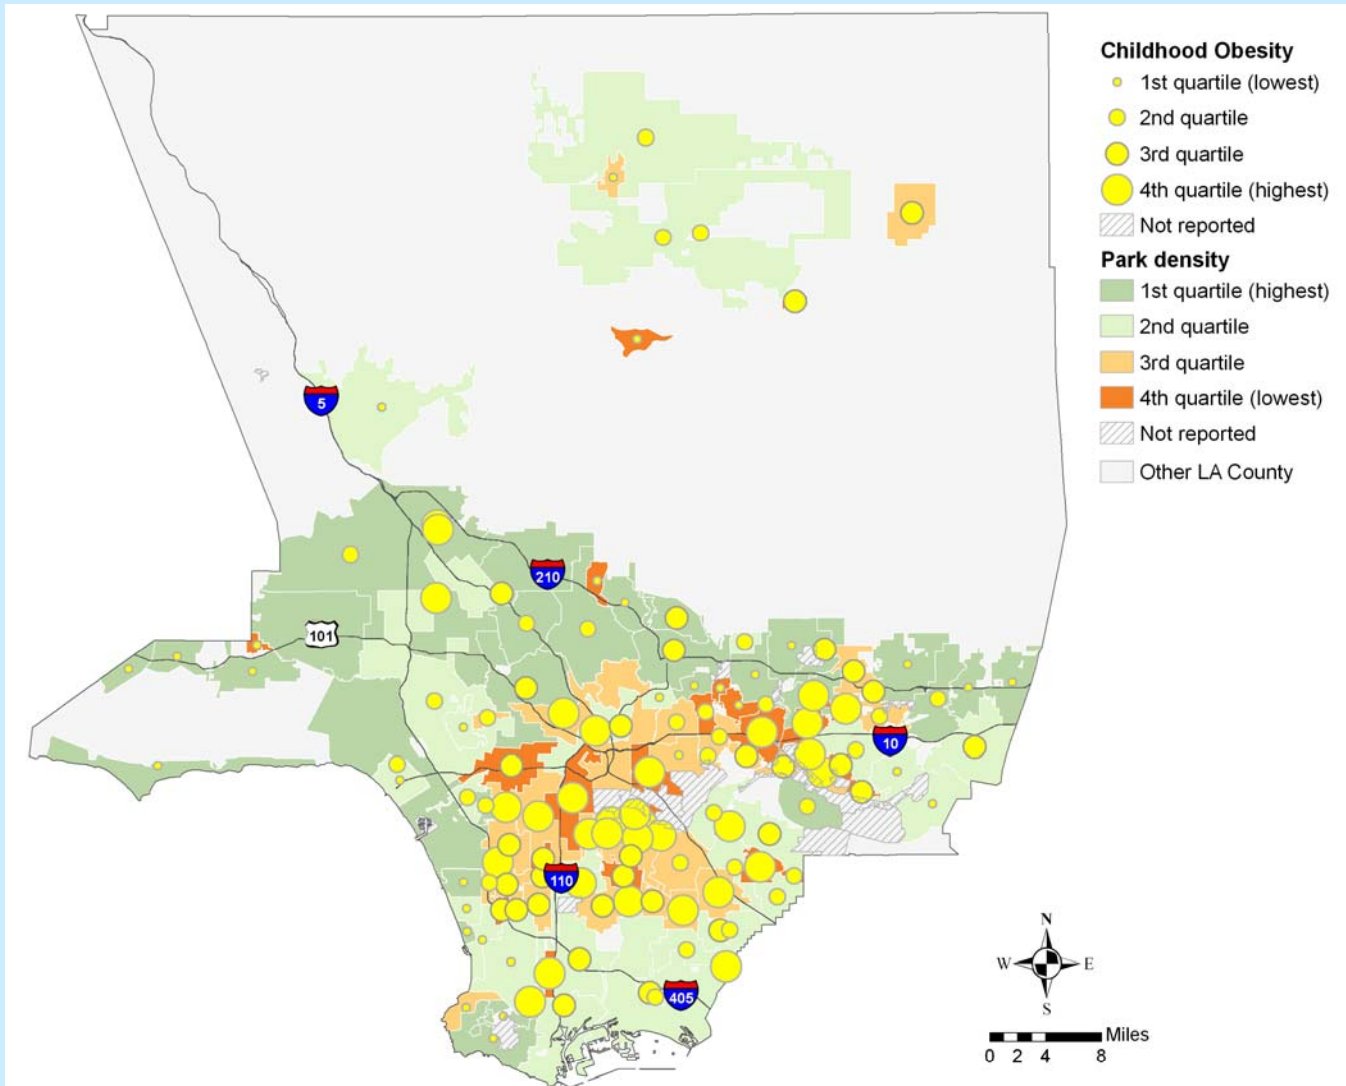 Childhood Obesity
1st quartile (lowest)
2nd quartile
3rd quartile
4th quartile (highest)
Not reported
Park density
1st quartile (highest)
2nd quartile
3rd quartile
4th quartile (lowest)
Not reported
Other LA County
5
210
101
10
110
405
N
W E
S
Miles
0 2 4 8